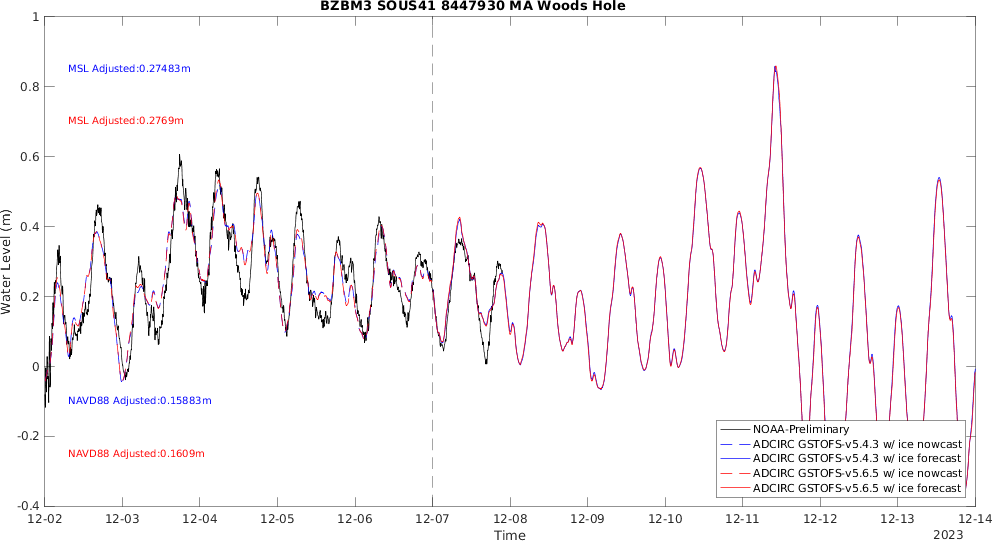 BZBM3 SOUS41 8447930 MA Woods Hole
1
0.8
0.6
0.4
0.2
0
-0.2
-0.4
Water Level (m)
MSL Adjusted:0.27483m
MSL Adjusted:0.2769m
NAVD88 Adjusted:0.15883m
NAVD88 Adjusted:0.1609m
NOAA-Preliminary
ADCIRC GSTOFS-v5.4.3 w/ ice nowcast
ADCIRC GSTOFS-v5.4.3 w/ ice forecast
ADCIRC GSTOFS-v5.6.5 w/ ice nowcast
ADCIRC GSTOFS-v5.6.5 w/ ice forecast
12-02 12-03 12-04 12-05 12-06 12-07 12-08 12-09 12-10 12-11 12-12 12-13 12-14
Time
2023